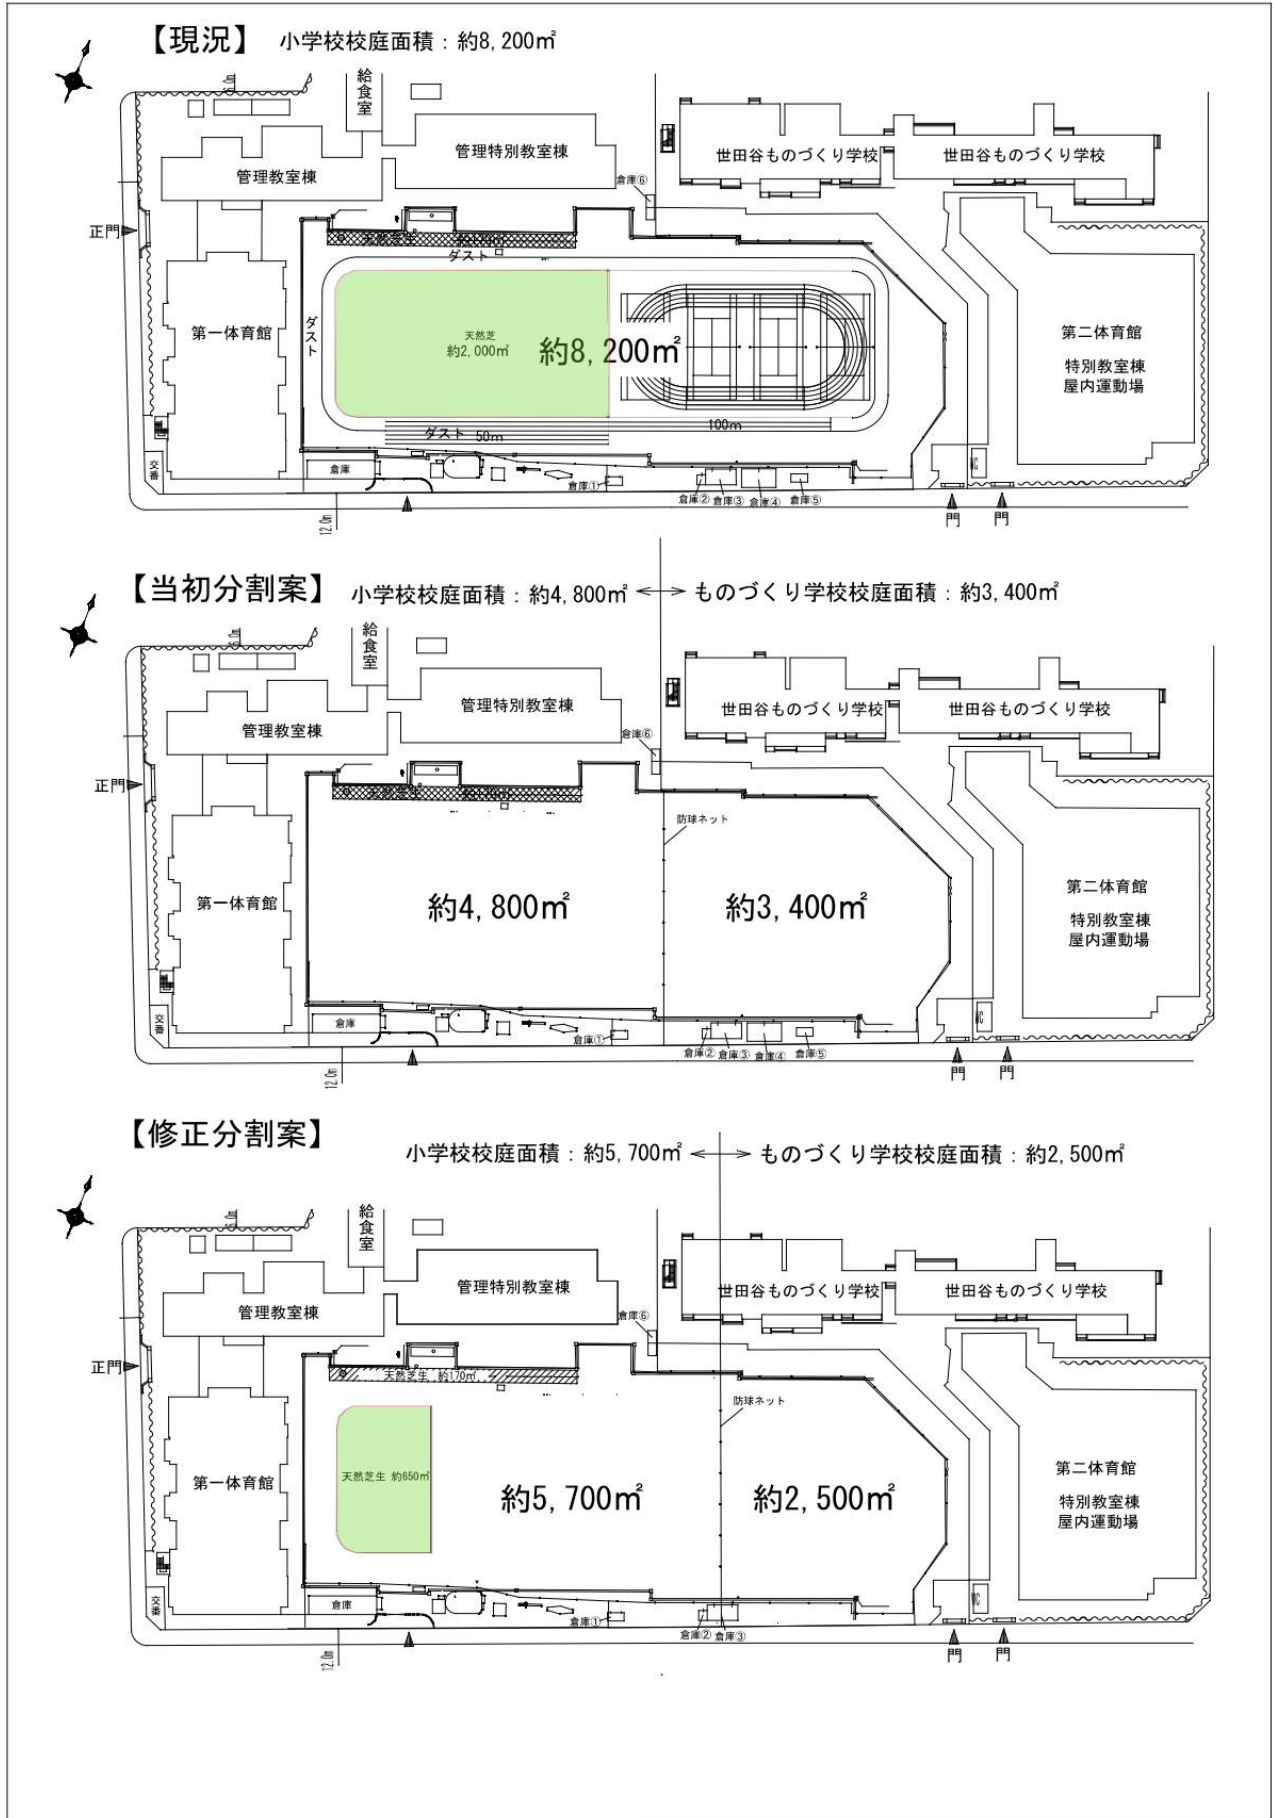 【現況】 小学校校庭面積：約8,200㎡
給食室
管理特別教室棟
世田谷ものづくり学校
世田谷ものづくり学校
管理教室棟
倉庫⑥
正門
天然芝生
ダスト
ダスト
第一体育館
天然芝
約2,000㎡
約8,200㎡
第二体育館
特別教室棟
屋内運動場
100m
ダスト 50m
交番
倉庫
WC
倉庫①
倉庫② 倉庫③ 倉庫④ 倉庫⑤
12.0m
門
門
【当初分割案】 小学校校庭面積：約4,800㎡ ←→ ものづくり学校校庭面積：約3,400㎡
給食室
管理特別教室棟
世田谷ものづくり学校
世田谷ものづくり学校
管理教室棟
倉庫⑥
正門
天然芝生
防球ネット
第一体育館
約4,800㎡
約3,400㎡
第二体育館
特別教室棟
屋内運動場
交番
倉庫
WC
倉庫①
倉庫② 倉庫③ 倉庫④ 倉庫⑤
12.0m
門
門
【修正分割案】
小学校校庭面積：約5,700㎡ ←→ ものづくり学校校庭面積：約2,500㎡
給食室
管理特別教室棟
世田谷ものづくり学校
世田谷ものづくり学校
管理教室棟
倉庫⑥
正門
天然芝生 約170㎡
防球ネット
第一体育館
天然芝生 約650㎡
約5,700㎡
約2,500㎡
第二体育館
特別教室棟
屋内運動場
交番
倉庫
WC
倉庫①
倉庫② 倉庫③
12.0m
門
門